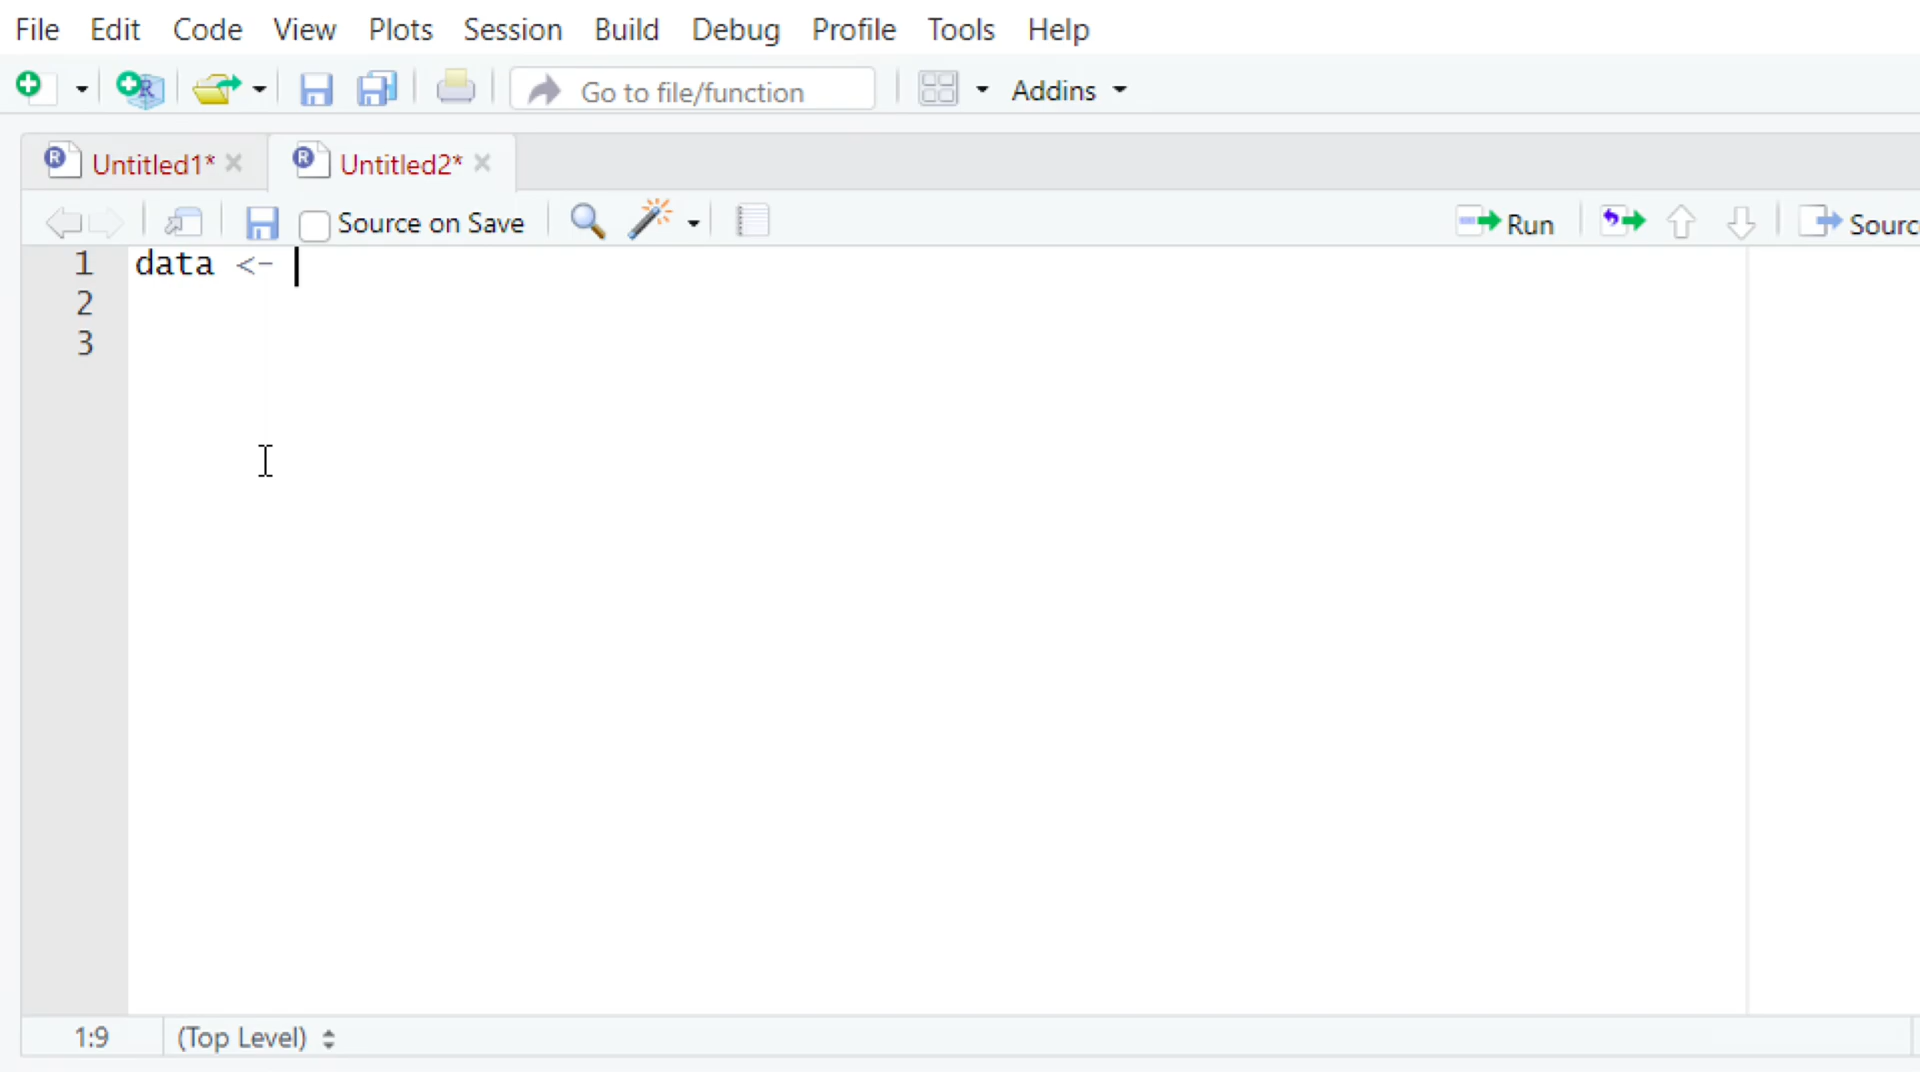 File Edit Code View Plots Session Build Debug Profile Tools Help
Go to file/function Addins
Untitled1* Untitled2*
Source on Save Run Sourc
1 data <-
2
3
1:9 (Top Level)